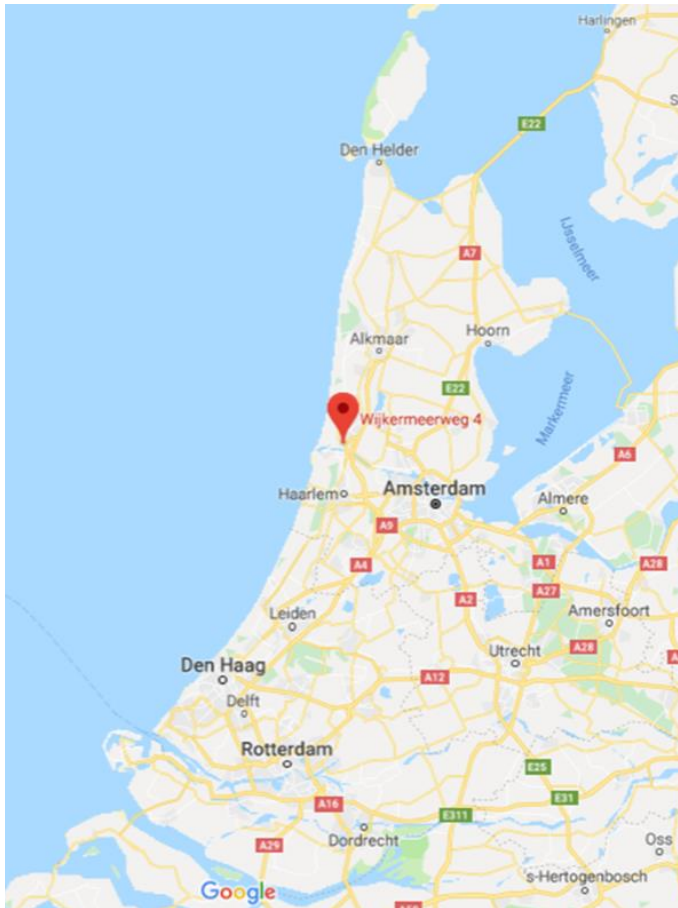 Harlingen
E22
Den Helder
IJsselmeer
A7
Alkmaar
Hoorn
E22
Markermeer
Wijkermeerweg 4
A6
Haarlem
Amsterdam
Almere
A9
A4
A1
A28
A27
A2
Amersfoort
Leiden
A28
Utrecht
Den Haag
A12
Delft
Rotterdam
E25
E31
A16
E311
Dordrecht
A29
Oss
's-Hertogenbosch
Google